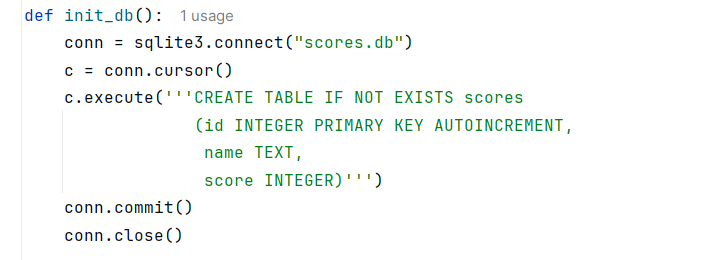 def init_db():  1 usage
    conn = sqlite3.connect("scores.db")
    c = conn.cursor()
    c.execute('''CREATE TABLE IF NOT EXISTS scores
                 (id INTEGER PRIMARY KEY AUTOINCREMENT,
                  name TEXT,
                  score INTEGER)''')
    conn.commit()
    conn.close()